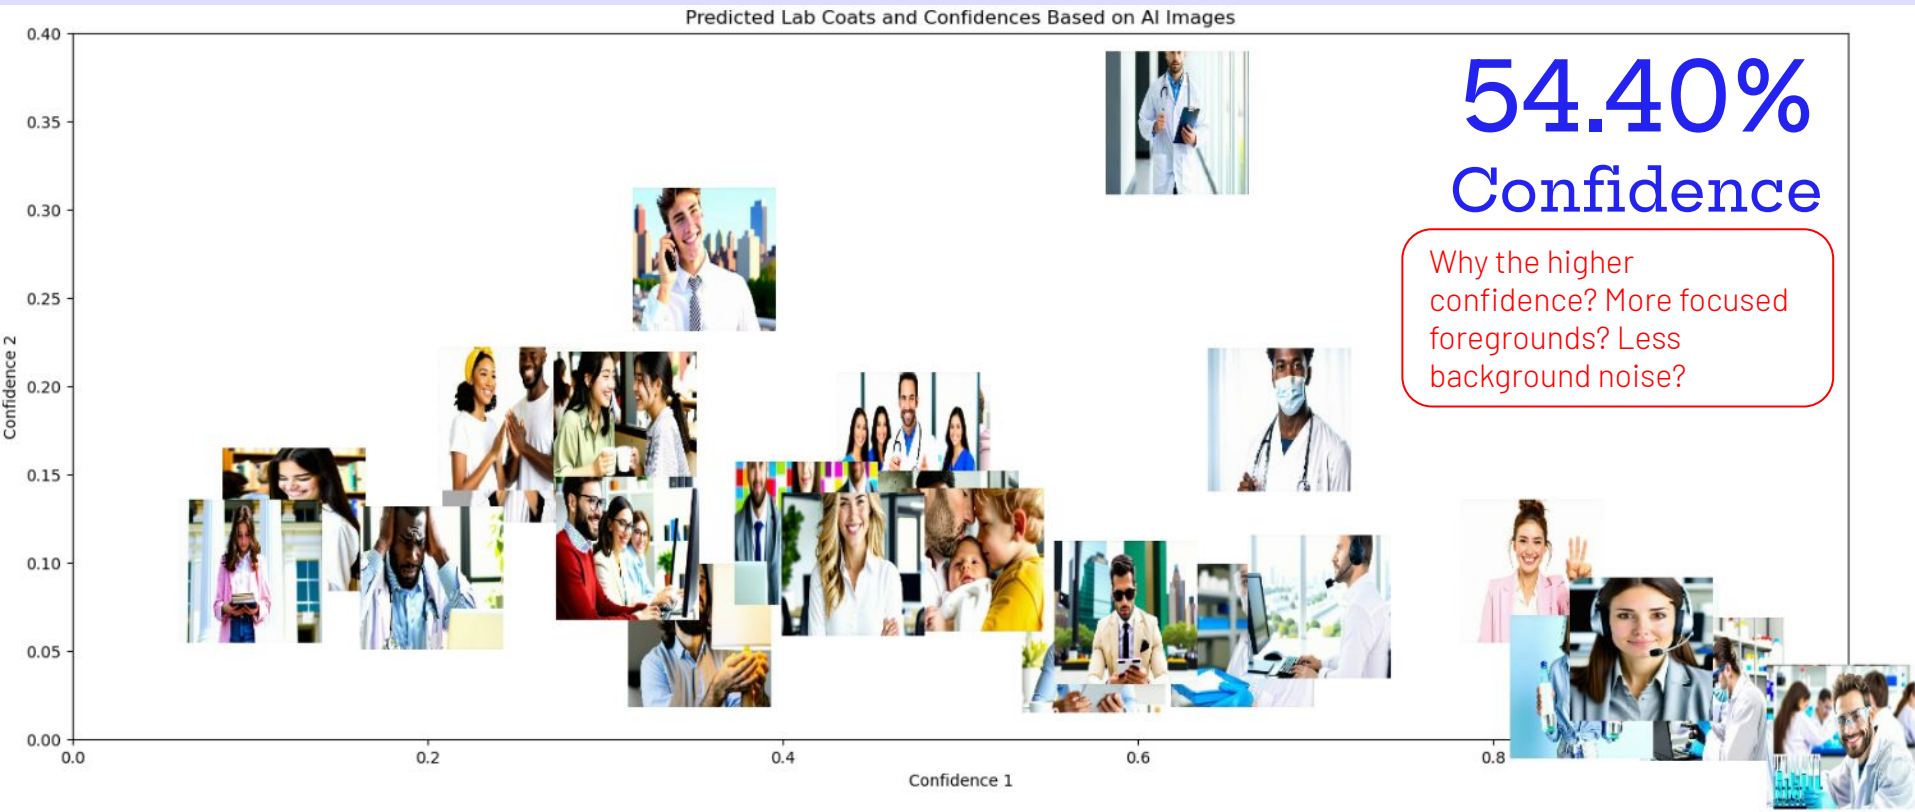 Predicted Lab Coats and Confidences Based on AI Images
0.40
0.35
0.30
0.25
0.20
0.15
0.10
0.05
0.00
Confidence 2
0.0
0.2
0.4
0.6
0.8
Confidence 1
54.40%
Confidence
Why the higher
confidence? More focused
foregrounds? Less
background noise?